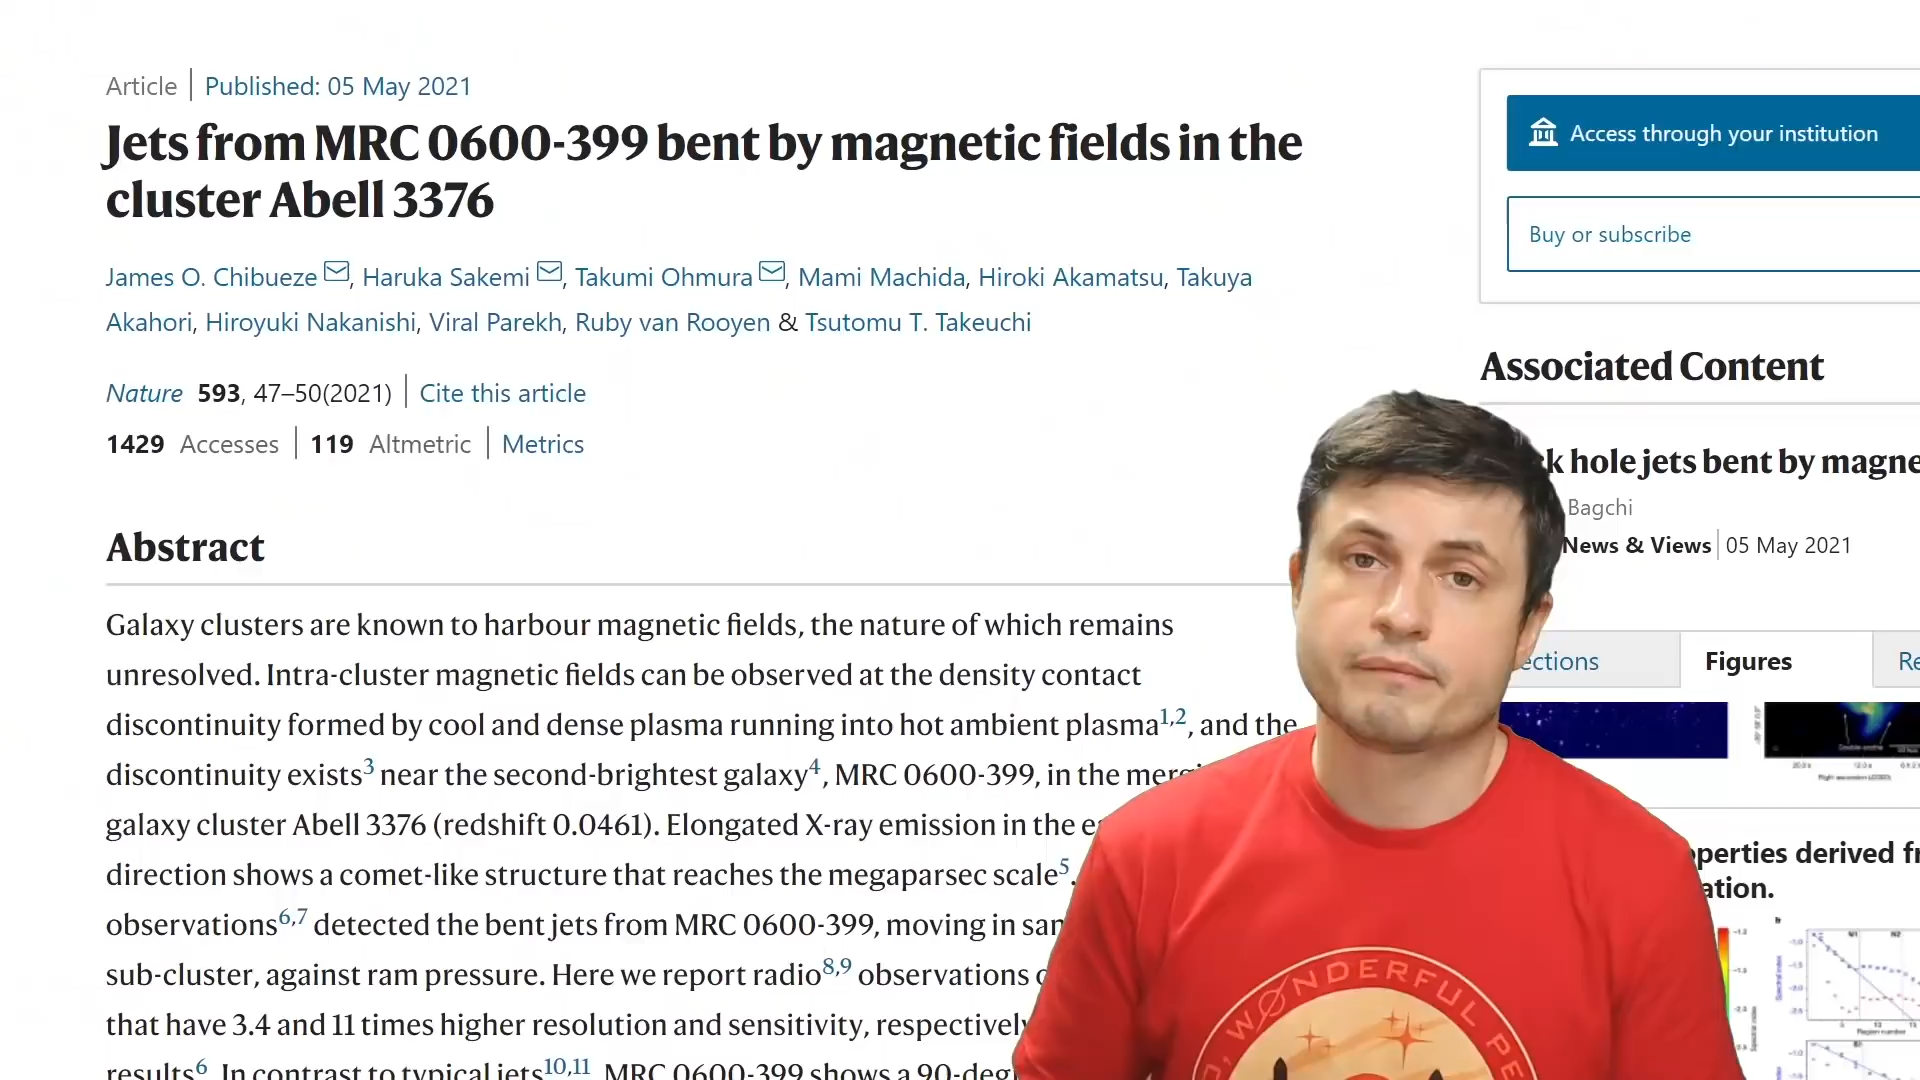 Article | Published: 05 May 2021
Jets from MRC 0600-399 bent by magnetic fields in the
cluster Abell 3376
James O. Chibueze, Haruka Sakemi, Takumi Ohmura, Mami Machida, Hiroki Akamatsu, Takuya
Akahori, Hiroyuki Nakanishi, Viral Parekh, Ruby van Rooyen & Tsutomu T. Takeuchi
Nature 593, 47–50(2021) | Cite this article
1429 Accesses | 119 Altmetric | Metrics
Abstract
Galaxy clusters are known to harbour magnetic fields, the nature of which remains
unresolved. Intra-cluster magnetic fields can be observed at the density contact
discontinuity formed by cool and dense plasma running into hot ambient plasma1,2, and the
discontinuity exists3 near the second-brightest galaxy4, MRC 0600-399, in the
galaxy cluster Abell 3376 (redshift 0.0461). Elongated X-ray emission in the
direction shows a comet-like structure that reaches the megaparsec scale5.
observations6,7 detected the bent jets from MRC 0600-399, moving in
sub-cluster, against ram pressure. Here we report radio8,9 observations
that have 3.4 and 11 times higher resolution and sensitivity, respectively
results6. In contrast to typical jets10,11, MRC 0600-399 shows a
Access through your institution
Buy or subscribe
Associated Content
hole jets bent by
Bagchi
News & Views | 05 May 2021
Figures
derived
WONDERFUL